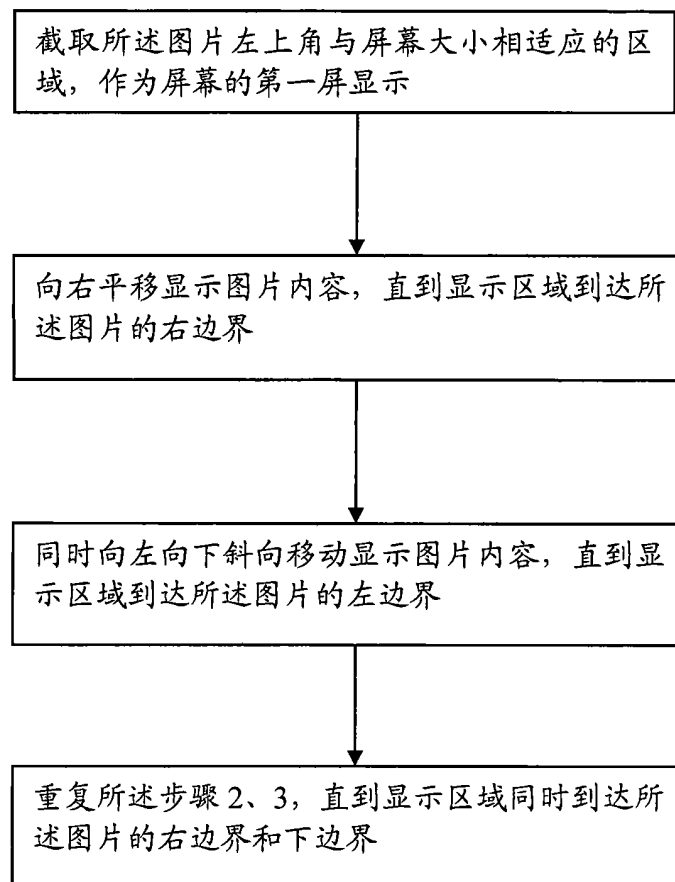 截取所述图片左上角与屏幕大小相适应的区
域，作为屏幕的第一屏显示
向右平移显示图片内容，直到显示区域到达所
述图片的右边界
同时向左向下斜向移动显示图片内容，直到显
示区域到达所述图片的左边界
重复所述步骤2、3，直到显示区域同时到达所
述图片的右边界和下边界